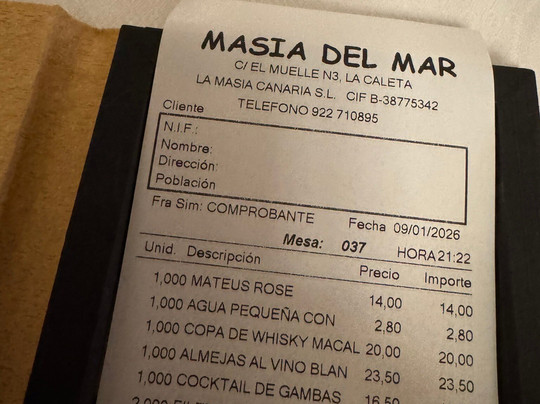 MASIA DEL MAR
C/ EL MUELLE N3, LA CALETA
LA MASIA CANARIA S.L. CIF B-38775342
TELEFONO 922 710895
Cliente
N.I.F.:
Nombre:
Dirección:
Población
Fra Sim: COMPROBANTE Fecha 09/01/2026
Mesa: 037 HORA 21:22
Unid. Descripción Precio Importe
1,000 MATEUS ROSE 14,00 14,00
1,000 AGUA PEQUEÑA CON 2,80 2,80
1,000 COPA DE WHISKY MACAL 20,00 20,00
1,000 ALMEJAS AL VINO BLAN 23,50 23,50
1,000 COCKTAIL DE GAMBAS 16,50